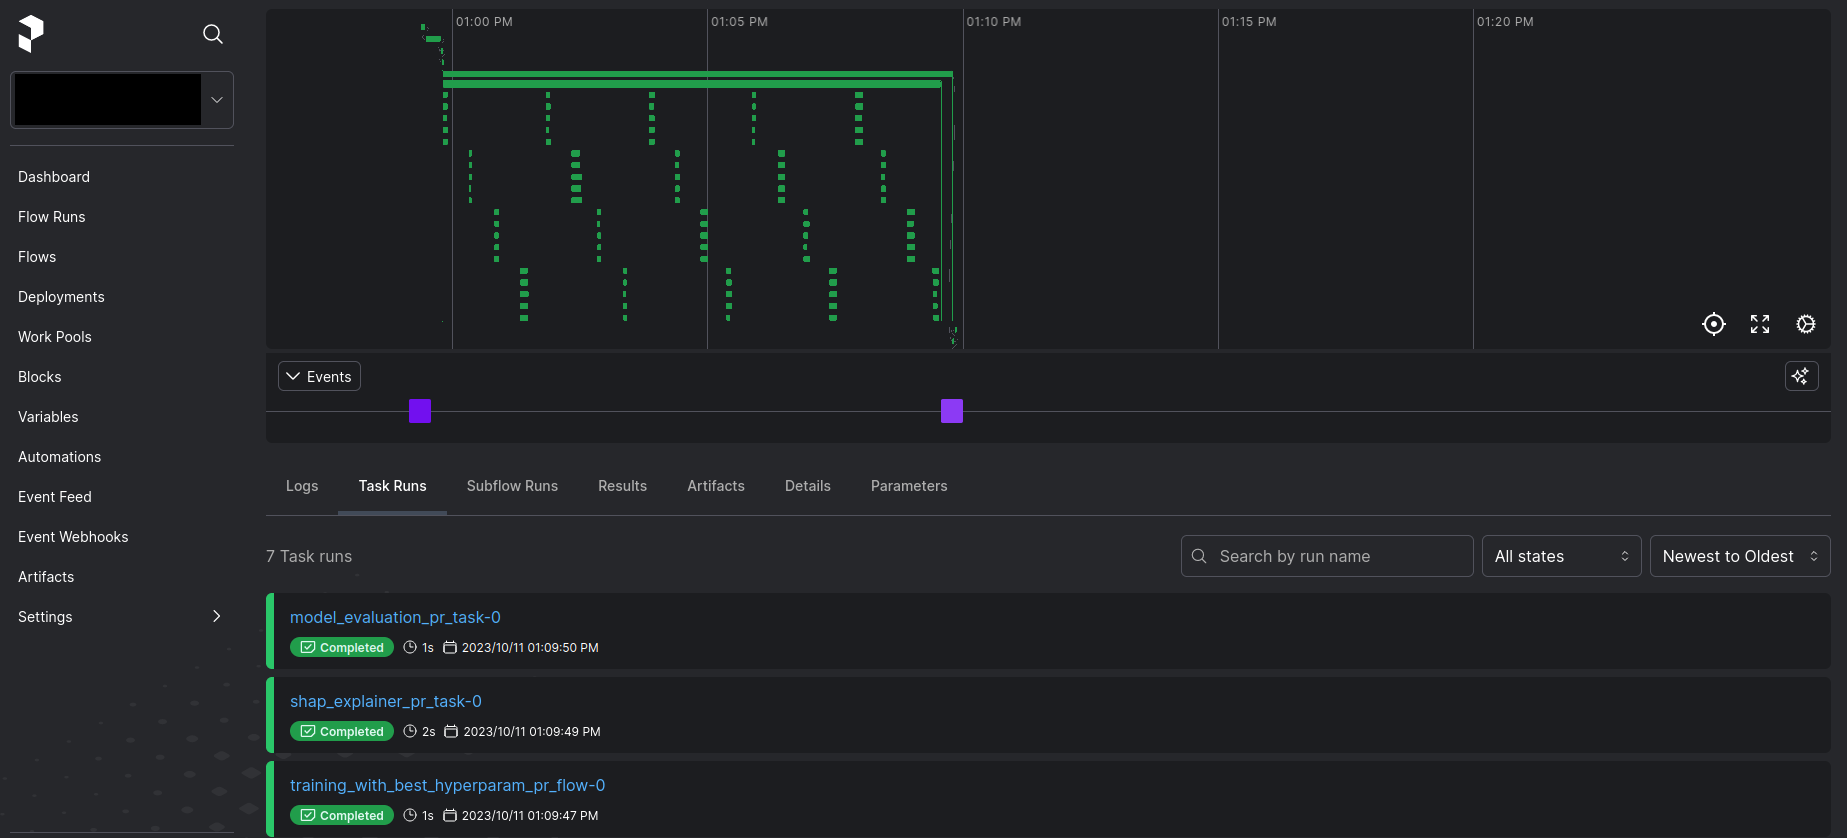 01:00 PM
01:05 PM
01:10 PM
01:15 PM
01:20 PM
Dashboard
Flow Runs
Flows
Deployments
Work Pools
Blocks
Variables
Automations
Event Feed
Event Webhooks
Artifacts
Settings
Events
Logs
Task Runs
Subflow Runs
Results
Artifacts
Details
Parameters
7 Task runs
Search by run name
All states
Newest to Oldest
model_evaluation_pr_task-0
Completed 1s 2023/10/11 01:09:50 PM
shap_explainer_pr_task-0
Completed 2s 2023/10/11 01:09:49 PM
training_with_best_hyperparam_pr_flow-0
Completed 1s 2023/10/11 01:09:47 PM